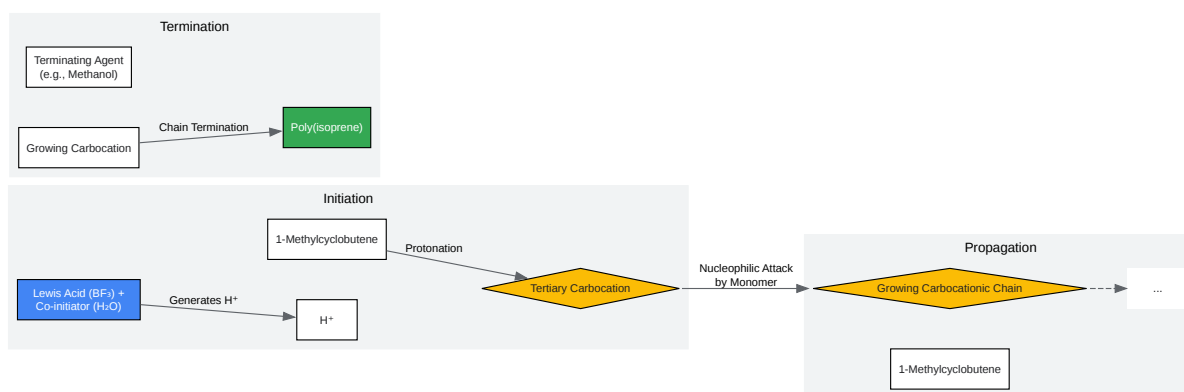 Termination
Terminating Agent
(e.g., Methanol)
Growing Carbocation
Chain Termination
Poly(isoprene)
Initiation
1-Methylcyclobutene
Protonation
Lewis Acid (BF₃) +
Co-initiator (H₂O)
Generates H⁺
H⁺
Tertiary Carbocation
Nucleophilic Attack
by Monomer
Propagation
Growing Carbocationic Chain
...
1-Methylcyclobutene